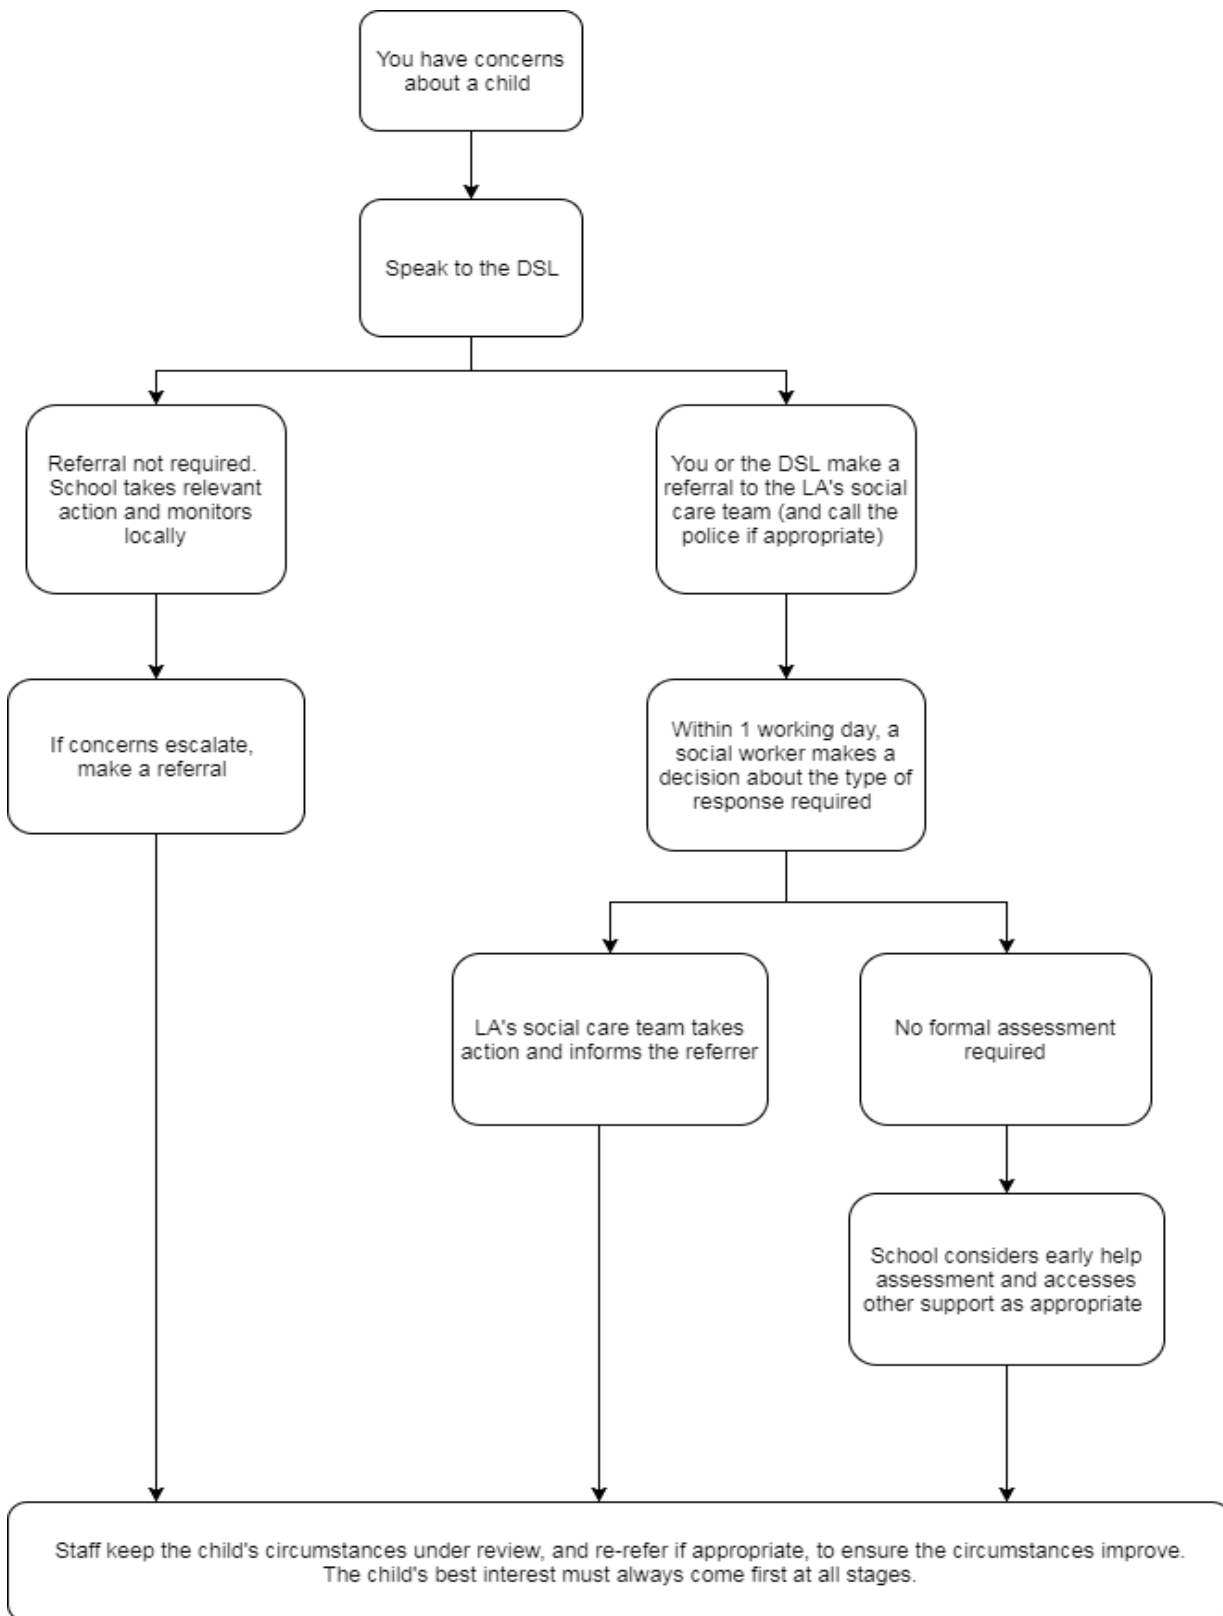 You have concerns
about a child
Speak to the DSL
Referral not required.
School takes relevant
action and monitors
locally
You or the DSL make a
referral to the LA's social
care team (and call the
police if appropriate)
If concerns escalate,
make a referral
Within 1 working day, a
social worker makes a
decision about the type of
response required
LA's social care team takes
action and informs the referrer
No formal assessment
required
School considers early help
assessment and accesses
other support as appropriate
Staff keep the child's circumstances under review, and re-refer if appropriate, to ensure the circumstances improve.
The child's best interest must always come first at all stages.